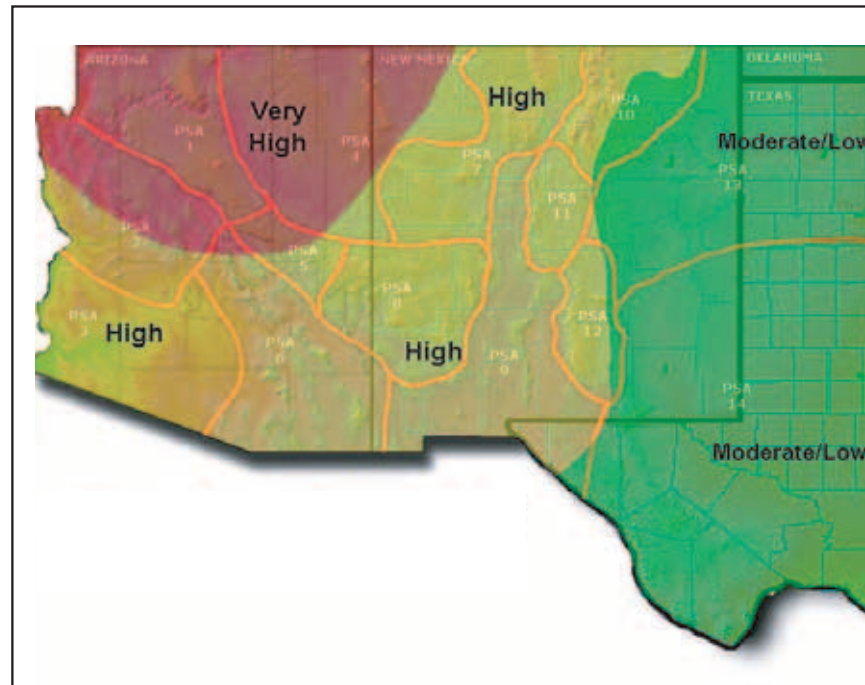 ARIZONA
NEW MEXICO
OKLAHOMA
TEXAS
High
Very
High
Moderate/Low
PSA
1
PSA
4
PSA
7
PSA
10
PSA
13
PSA
11
PSA
2
PSA
5
PSA
8
PSA
3
High
PSA
6
High
PSA
9
PSA
12
PSA
14
Moderate/Low